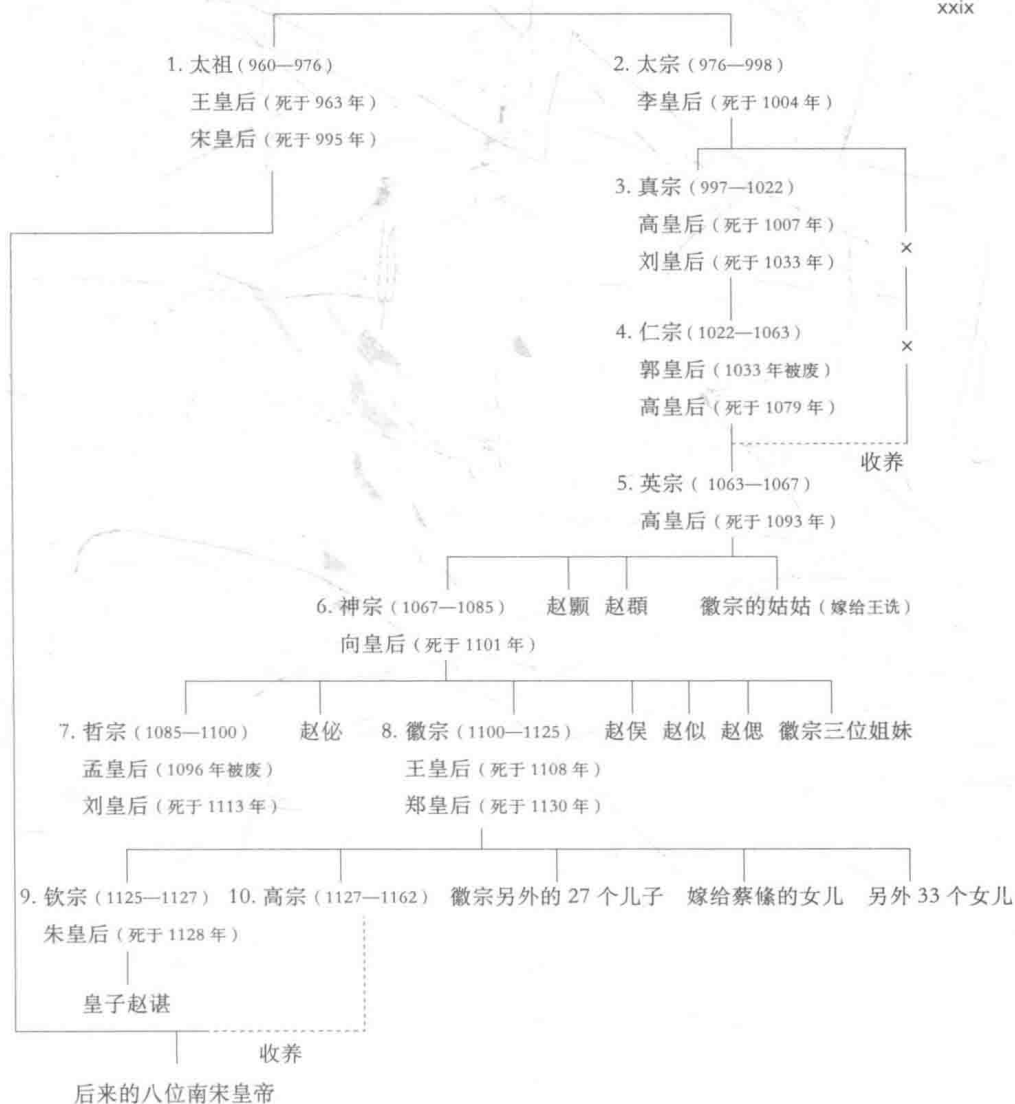 xxix
1. 太祖（960—976） 2. 太宗（976—998）
王皇后（死于 963 年） 李皇后（死于 1004 年）
宋皇后（死于 995 年）
3. 真宗（997—1022）
高皇后（死于 1007 年）
×
刘皇后（死于 1033 年）
4. 仁宗（1022—1063）
×
郭皇后（1033 年被废）
高皇后（死于 1079 年）
收养
5. 英宗（ 1063—1067）
高皇后（死于 1093 年）
6. 神宗（1067—1085） 赵颢 赵頵 徽宗的姑姑（嫁给王诜）
向皇后（死于 1101 年）
7. 哲宗（1085—1100） 赵佖 8. 徽宗（1100—1125） 赵俣 赵似 赵偲 徽宗三位姐妹
孟皇后（1096 年被废） 王皇后（死于 1108 年）
刘皇后（死于 1113 年） 郑皇后（死于 1130 年）
9. 钦宗（1125—1127） 10. 高宗（1127—1162） 徽宗另外的 27 个儿子 嫁给蔡鞗的女儿 另外 33 个女儿
朱皇后（死于 1128 年）
皇子赵谌
收养
后来的八位南宋皇帝